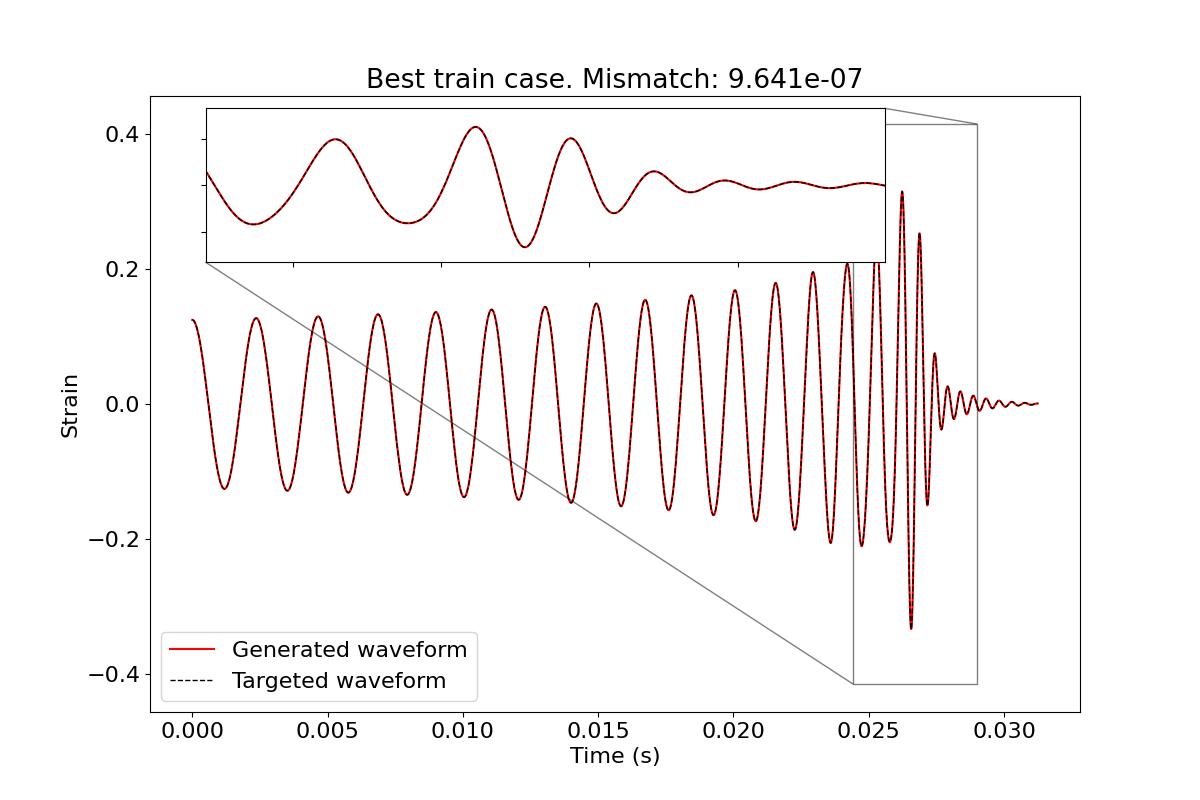 Best train case. Mismatch: 9.641e-07
0.4
0.2
0.0
−0.2
−0.4
Strain
Generated waveform
Targeted waveform
0.000 0.005 0.010 0.015 0.020 0.025 0.030
Time (s)